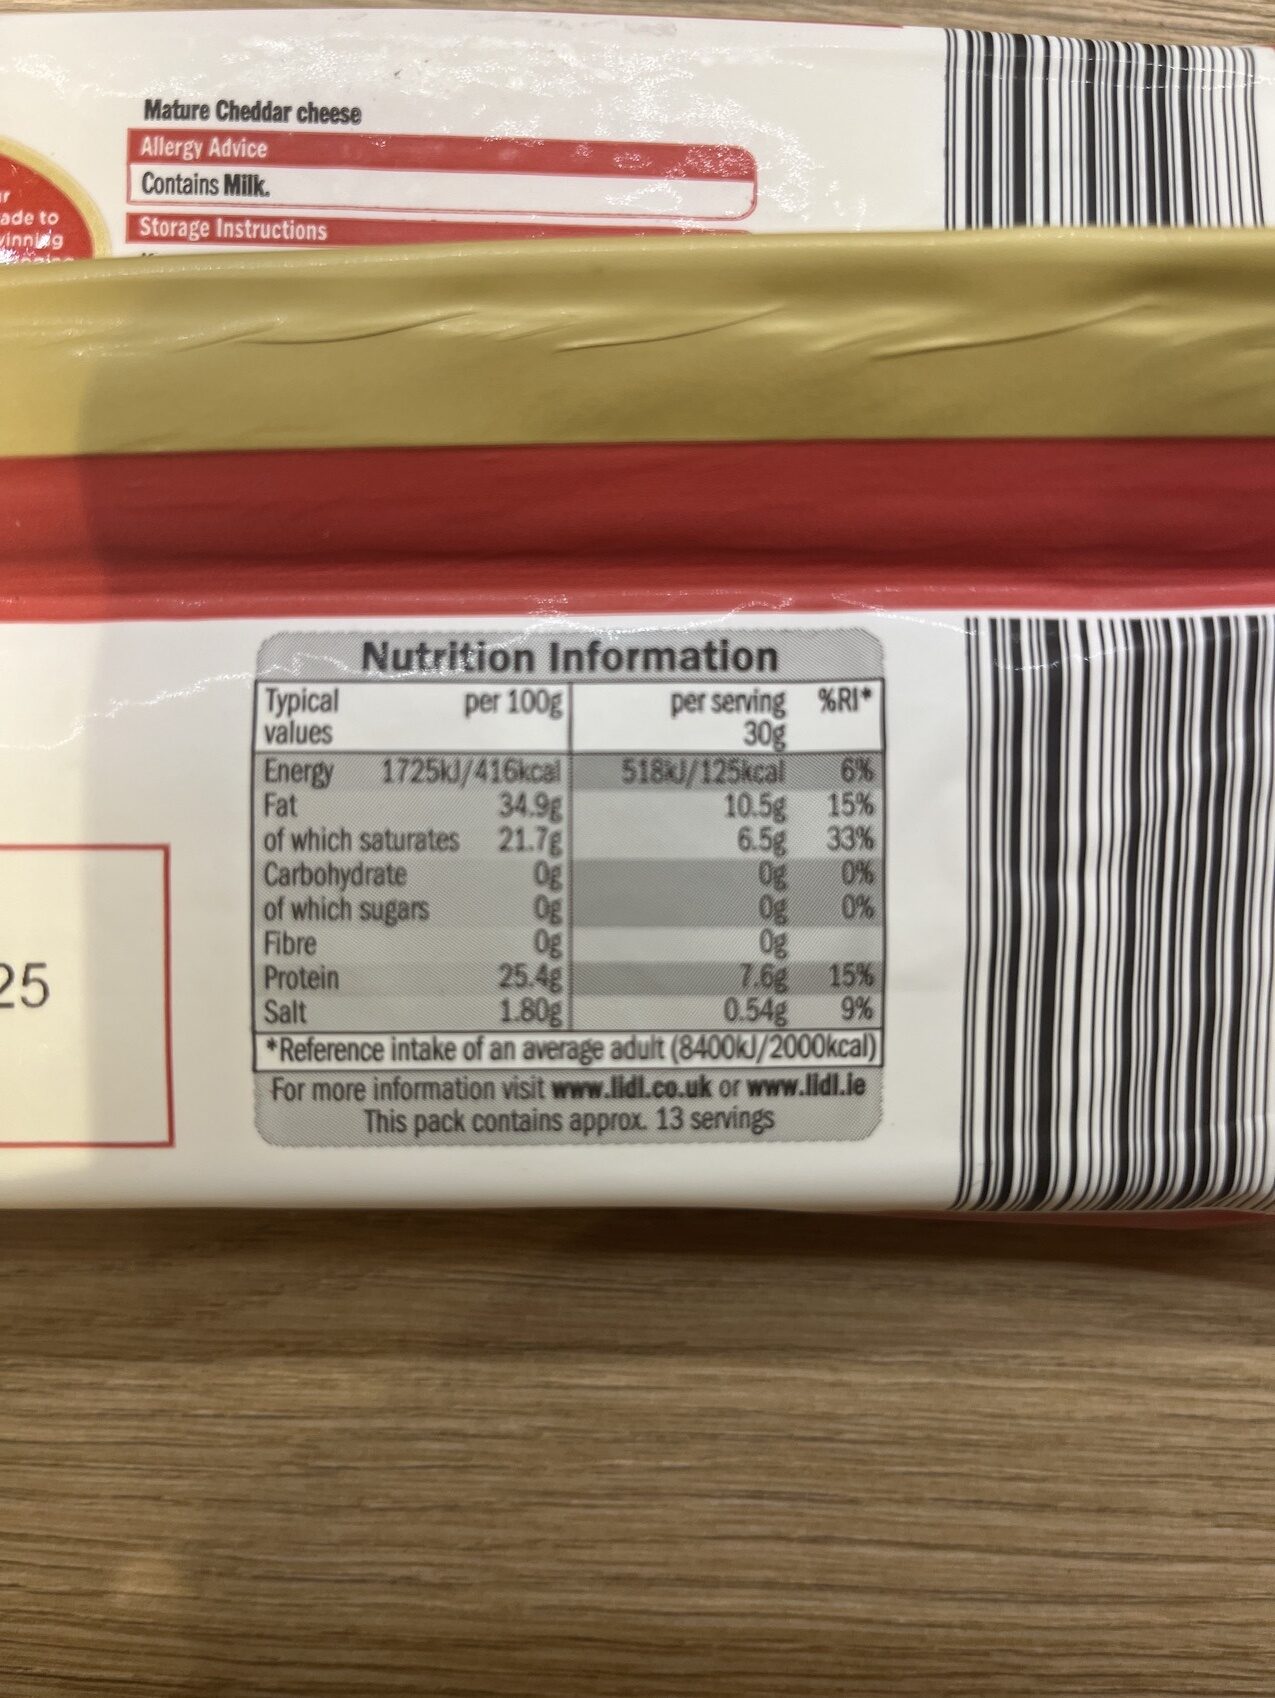 Mature Cheddar cheese
Allergy Advice
Contains Milk.
Storage Instructions
ade to
Nutrition Information
Typical values per 100g per serving 30g %RI*
Energy 1725kJ/416kcal 518kJ/125kcal 6%
Fat 34.9g 10.5g 15%
of which saturates 21.7g 6.5g 33%
Carbohydrate 0g 0g 0%
of which sugars 0g 0g 0%
Fibre 0g 0g
Protein 25.4g 7.6g 15%
Salt 1.80g 0.54g 9%
*Reference intake of an average adult (8400kJ/2000kcal)
For more information visit www.lidl.co.uk or www.lidl.ie
This pack contains approx. 13 servings
25